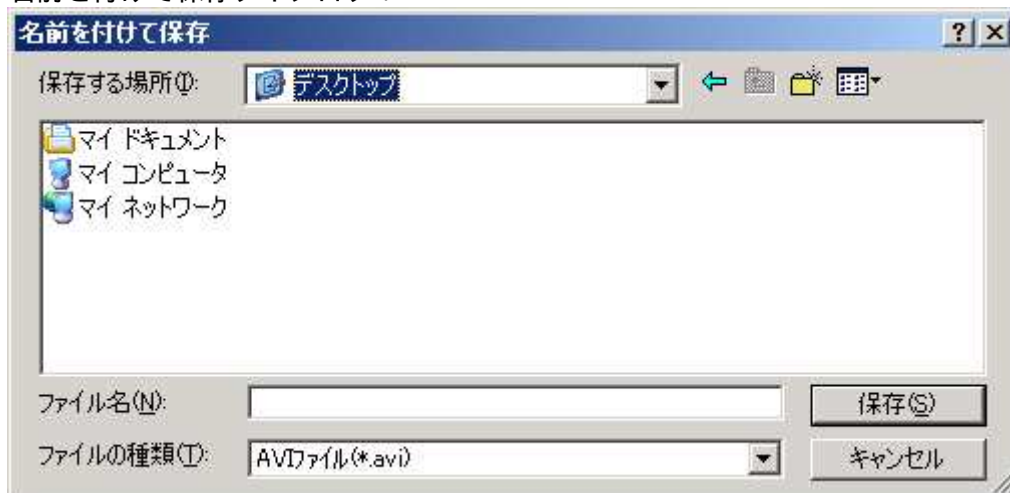 名前を付けて保存
保存する場所(I):
デスクトップ
マイ ドキュメント
マイ コンピュータ
マイ ネットワーク
ファイル名(N):
保存(S)
ファイルの種類(T):
AVIファイル(*.avi)
キャンセル